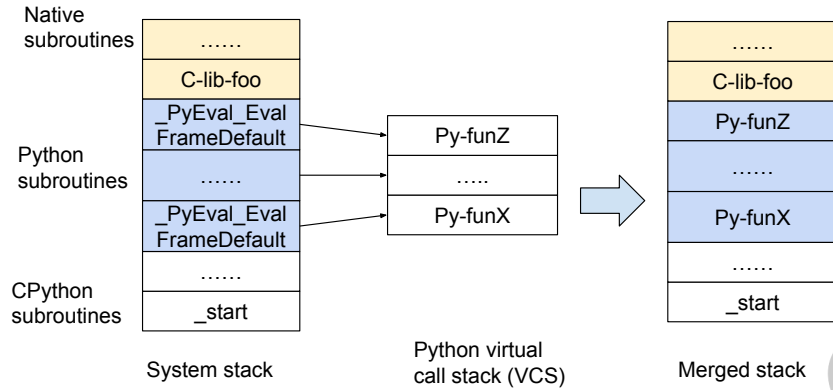 Native
subroutines
Python
subroutines
CPython
subroutines
……
C-lib-foo
_PyEval_Eval
FrameDefault
……
_PyEval_Eval
FrameDefault
……
_start
System stack
Py-funZ
…..
Py-funX
Python virtual
call stack (VCS)
……
C-lib-foo
Py-funZ
……
Py-funX
……
_start
Merged stack